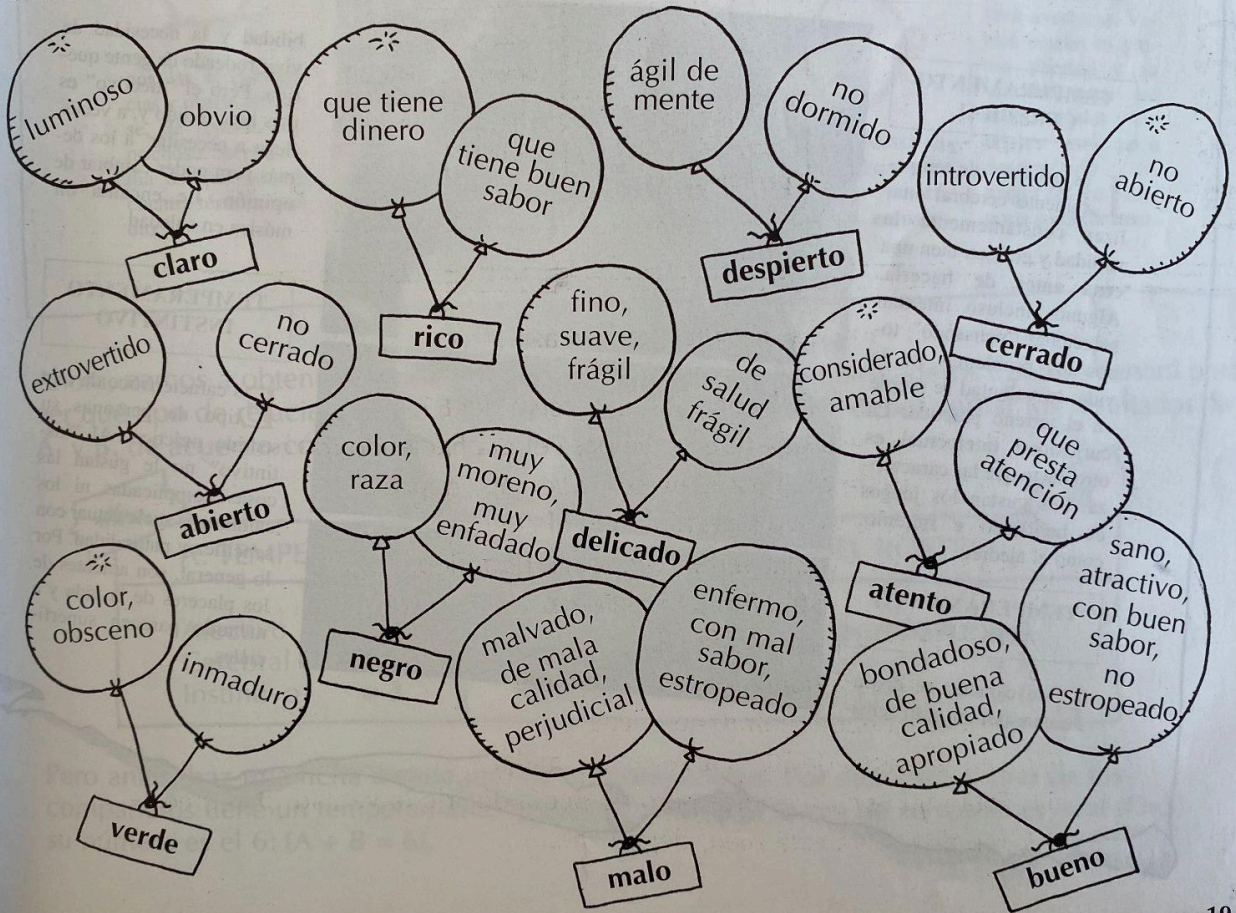 luminoso
obvio
claro
que tiene
dinero
que
tiene buen
sabor
rico
ágil de
mente
no
dormido
despierto
introvertido
no
abierto
cerrado
extrovertido
no
cerrado
abierto
fino,
suave,
frágil
de
salud
frágil
delicado
considerado,
amable
que
presta
atención
atento
color,
raza
muy
moreno,
muy
enfadado
negro
color,
obsceno
inmaduro
verde
malvado,
de mala
calidad,
perjudicial
enfermo,
con mal
sabor,
estropeado
malo
bondadoso,
de buena
calidad,
apropiado
sano,
atractivo,
con buen
sabor,
no
estropeado
bueno